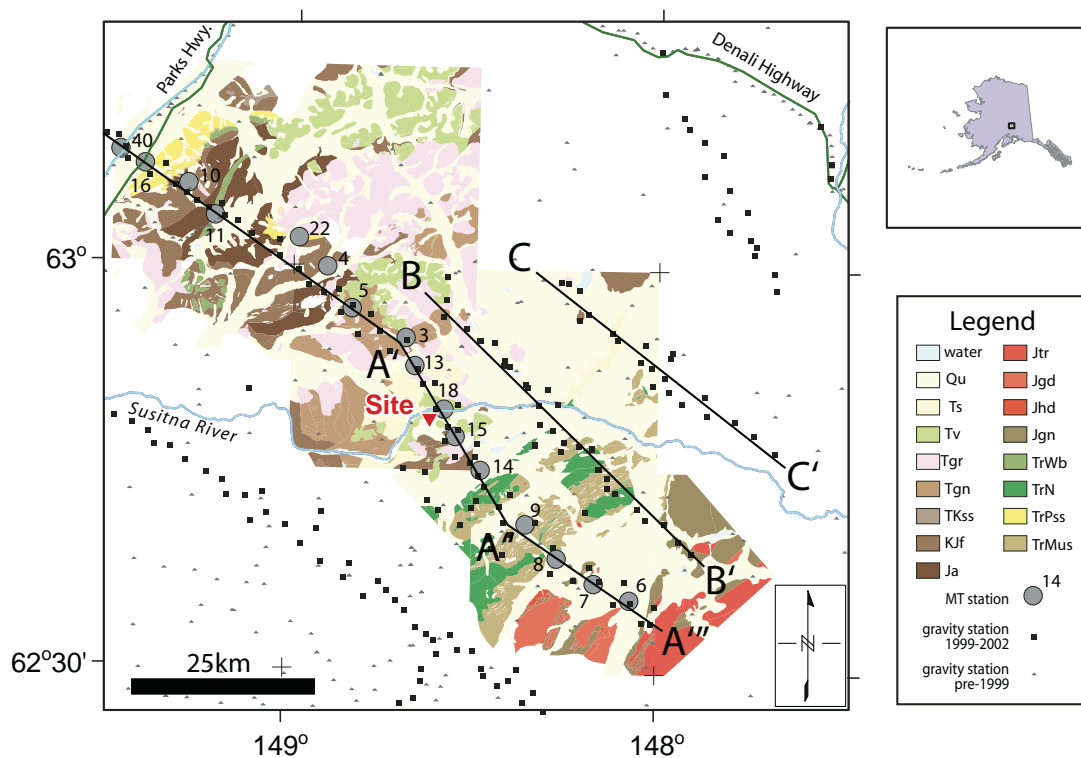 Parks Hwy.
Denali Highway
40
16
10
11
22
4
5
3
13
18
15
14
9
8
7
6
63°
B
C
A'
Site
Susitna River
C'
A''
B'
A'''
62°30'
25km
N
149°
148°
Legend
water
Qu
Ts
Tv
Tgr
Tgn
TKss
KJf
Ja
Jtr
Jgd
Jhd
Jgn
TrWb
TrN
TrPss
TrMus
14
MT station
gravity station
1999-2002
gravity station
pre-1999